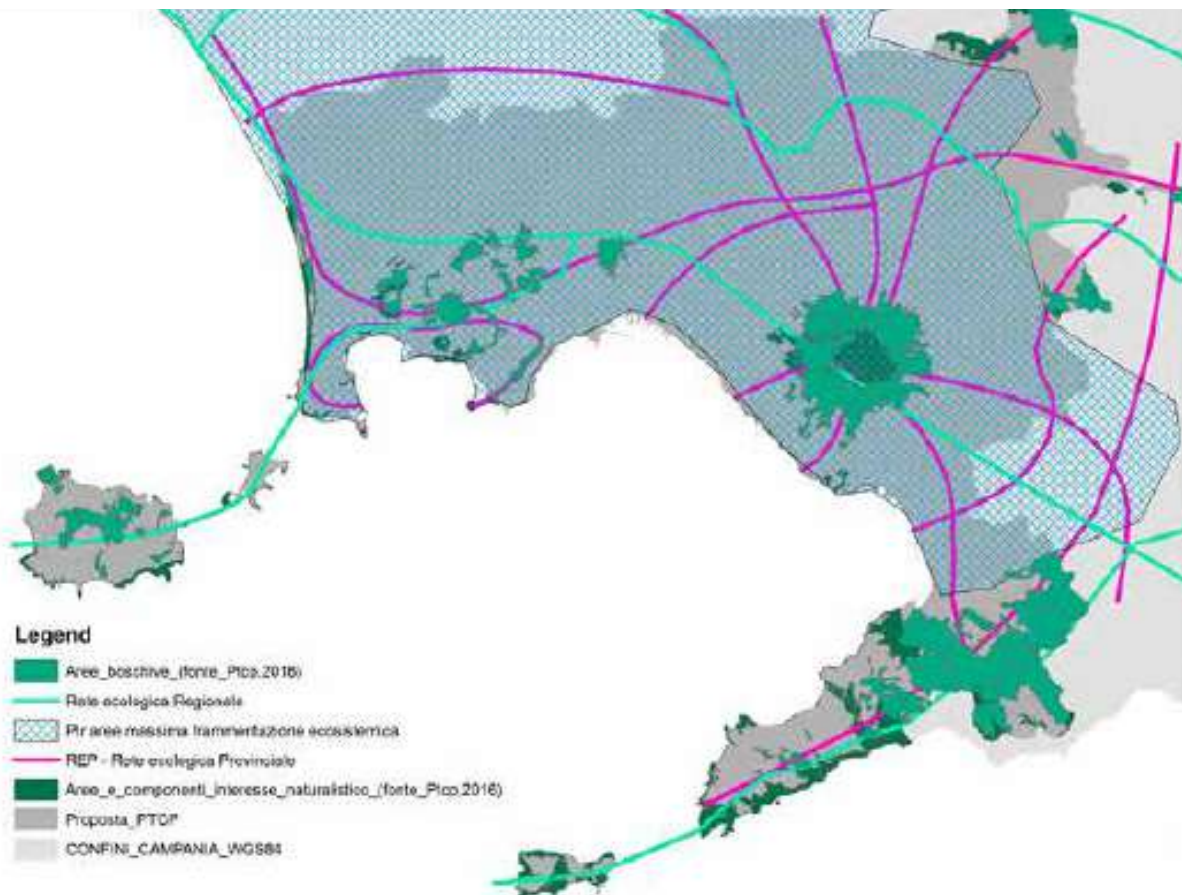 Legend
Aree_boschive_(fonte_Ptcp.2016)
Rete ecologica Regionale
Ptr aree massima frammentazione ecosistemica
REP - Rete ecologica Provinciale
Aree_e_componenti_interesse_naturalistico_(fonte_Ptcp.2016)
Proposta_PTCP
CONFINI_CAMPANIA_WGS84